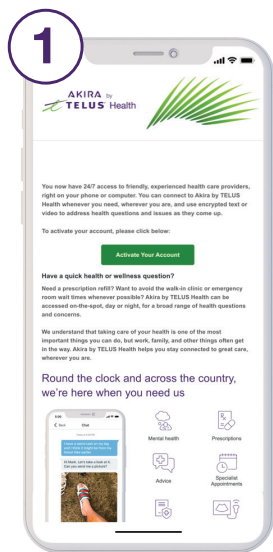 1
AKIRA by
TELUS Health
You now have 24/7 access to friendly, experienced health care providers,
right on your phone or computer. You can connect to Akira by TELUS
Health whenever you need, wherever you are, and use encrypted text or
video to address health questions and issues as they come up.
To activate your account, please click below:
Activate Your Account
Have a quick health or wellness question?
Need a prescription refill? Want to avoid the walk-in clinic or emergency
room wait times whenever possible? Akira by TELUS Health can be
accessed on-the-spot, day or night, for a broad range of health questions
and concerns.
We understand that taking care of your health is one of the most
important things you can do, but work, family, and other things often get
in the way. Akira by TELUS Health helps you stay connected to great care,
wherever you are.
Round the clock and across the country,
we're here when you need us
Back
Chat
Mental health
Prescriptions
Advice
Specialist
Appointments